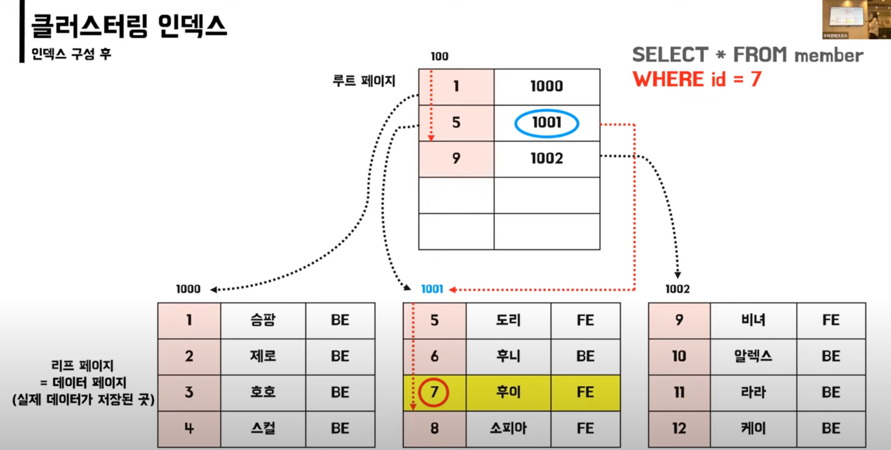 클러스터링 인덱스
인덱스 구성 후
SELECT * FROM member
WHERE id = 7
100
루트 페이지
1 1000
5 1001
9 1002
1000
1 승팡 BE
2 제로 BE
3 호호 BE
4 스컬 BE
1001
5 도리 FE
6 후니 BE
7 후이 FE
8 소피아 FE
1002
9 비녀 FE
10 알렉스 BE
11 라라 BE
12 케이 BE
리프 페이지
= 데이터 페이지
(실제 데이터가 저장된 곳)